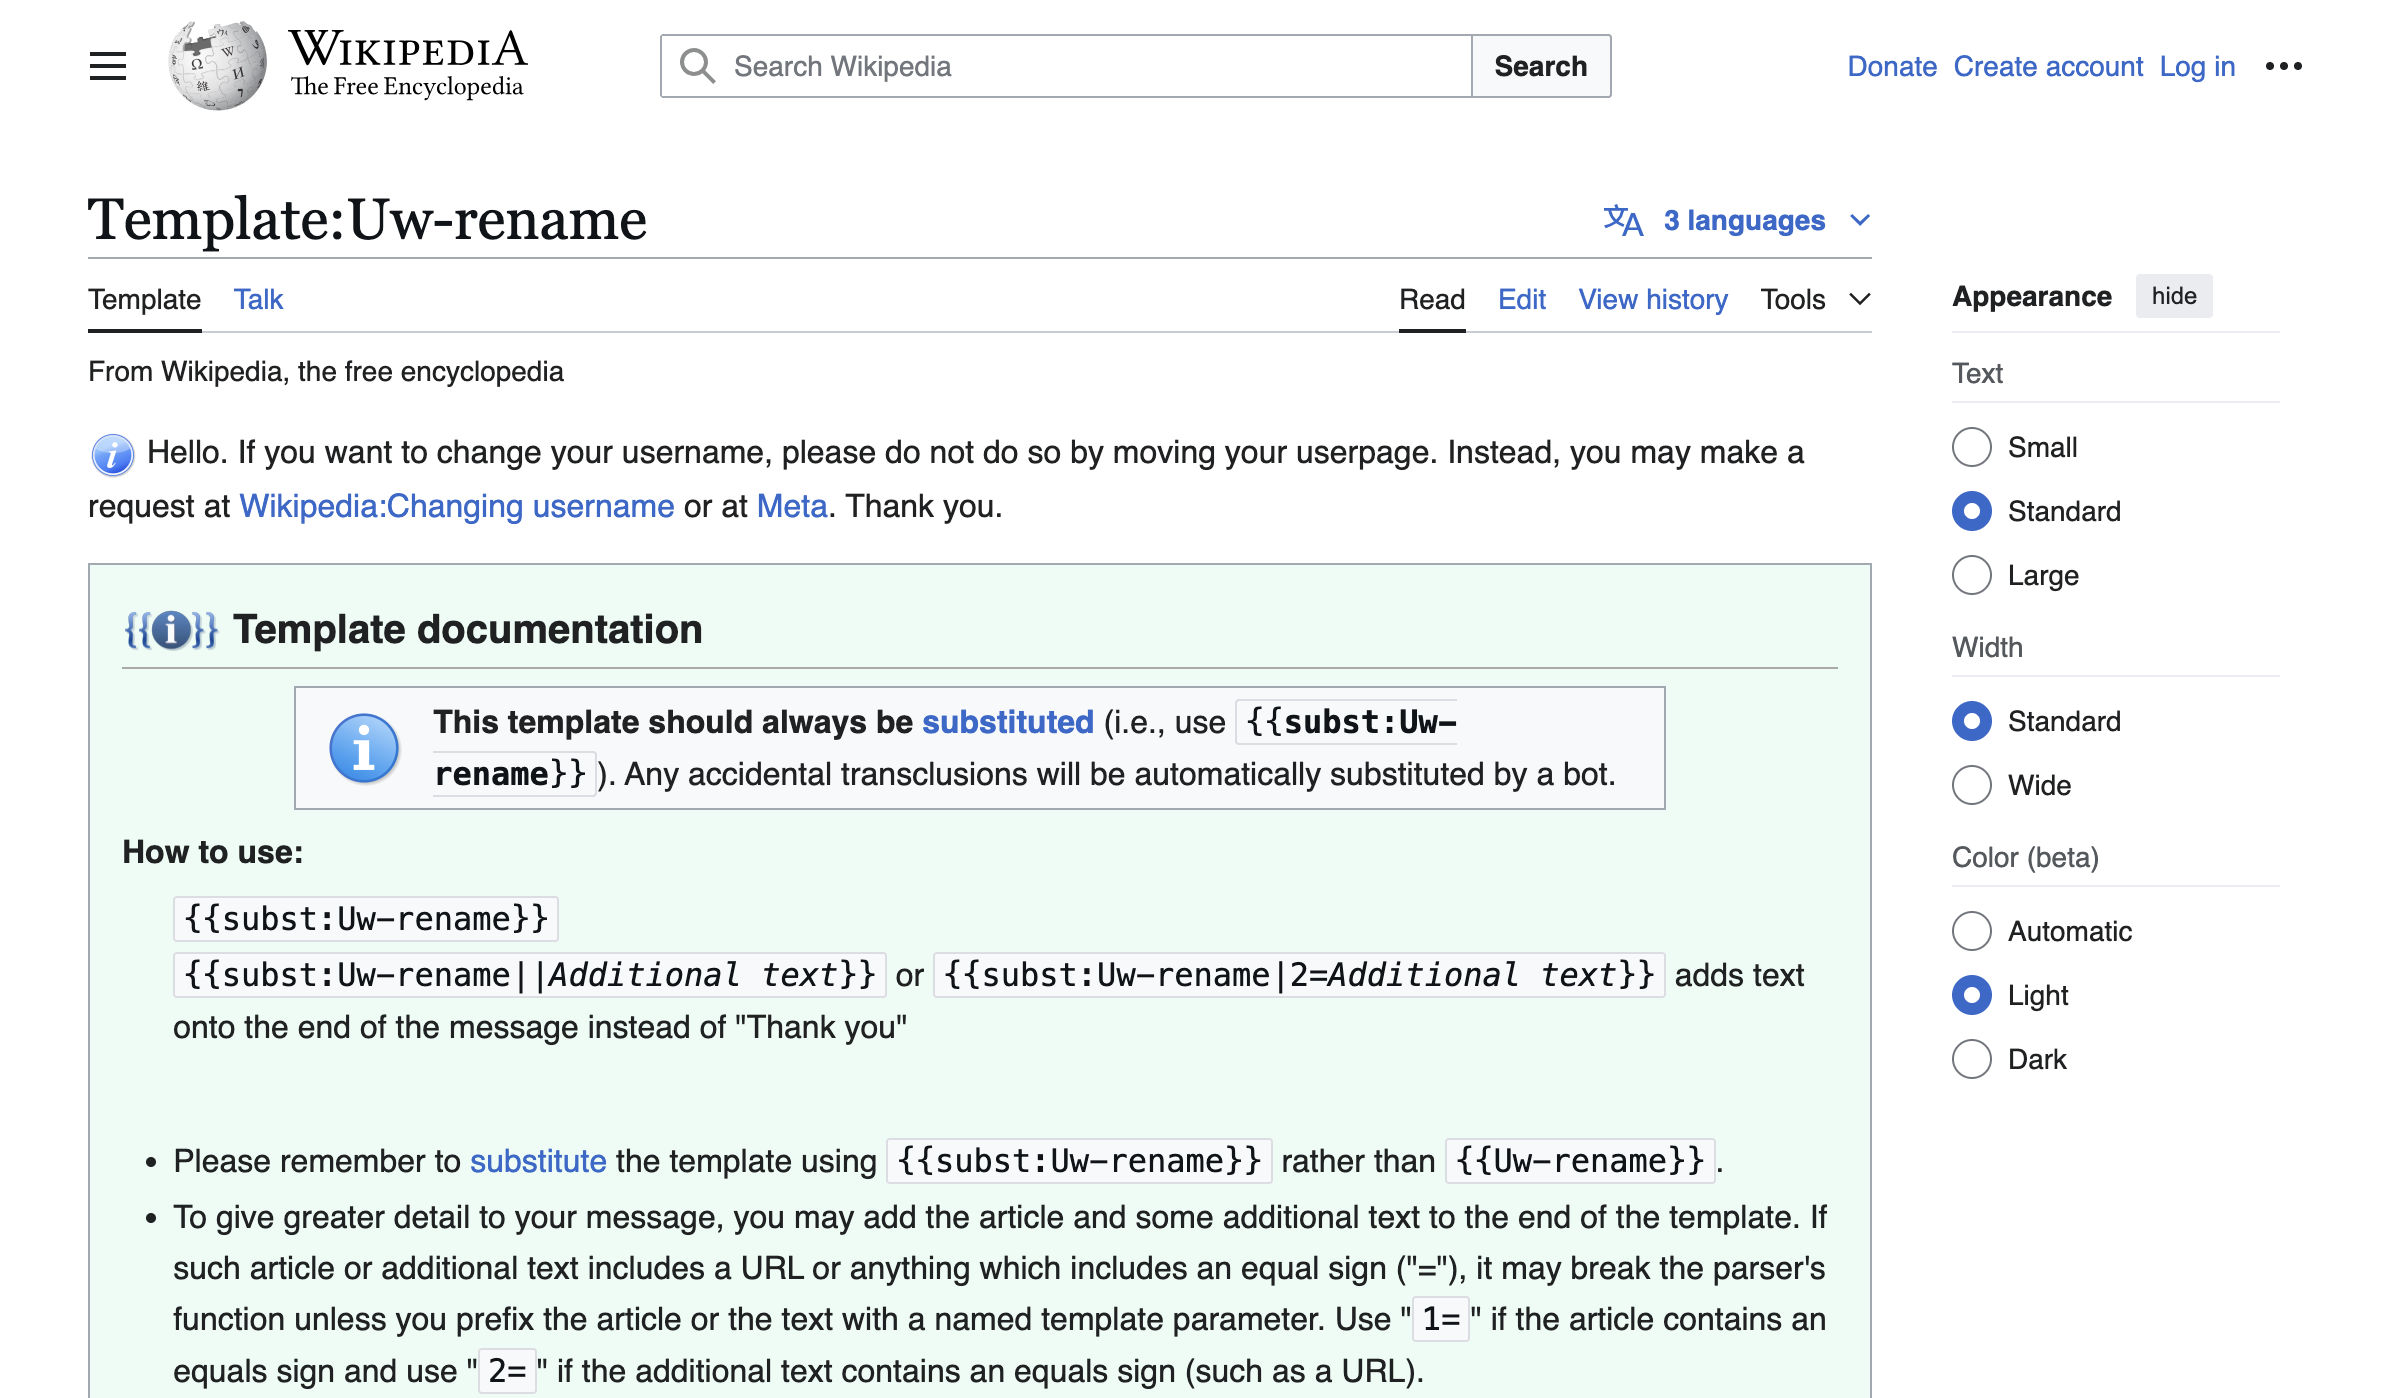 WIKIPEDIA
The Free Encyclopedia
Search Wikipedia
Search
Donate Create account Log in
Template:Uw-rename
3 languages
Template Talk
Read Edit View history Tools
From Wikipedia, the free encyclopedia
Hello. If you want to change your username, please do not do so by moving your userpage. Instead, you may make a
request at Wikipedia:Changing username or at Meta. Thank you.
Template documentation
This template should always be substituted (i.e., use {{subst:Uw-
rename}}). Any accidental transclusions will be automatically substituted by a bot.
How to use:
{{subst:Uw-rename}}
{{subst:Uw-rename||Additional text}} or {{subst:Uw-rename|2=Additional text}} adds text
onto the end of the message instead of "Thank you"
Please remember to substitute the template using {{subst:Uw-rename}} rather than {{Uw-rename}}.
To give greater detail to your message, you may add the article and some additional text to the end of the template. If
such article or additional text includes a URL or anything which includes an equal sign ("="), it may break the parser's
function unless you prefix the article or the text with a named template parameter. Use "1=" if the article contains an
equals sign and use "2=" if the additional text contains an equals sign (such as a URL).
Appearance hide
Text
Small
Standard
Large
Width
Standard
Wide
Color (beta)
Automatic
Light
Dark